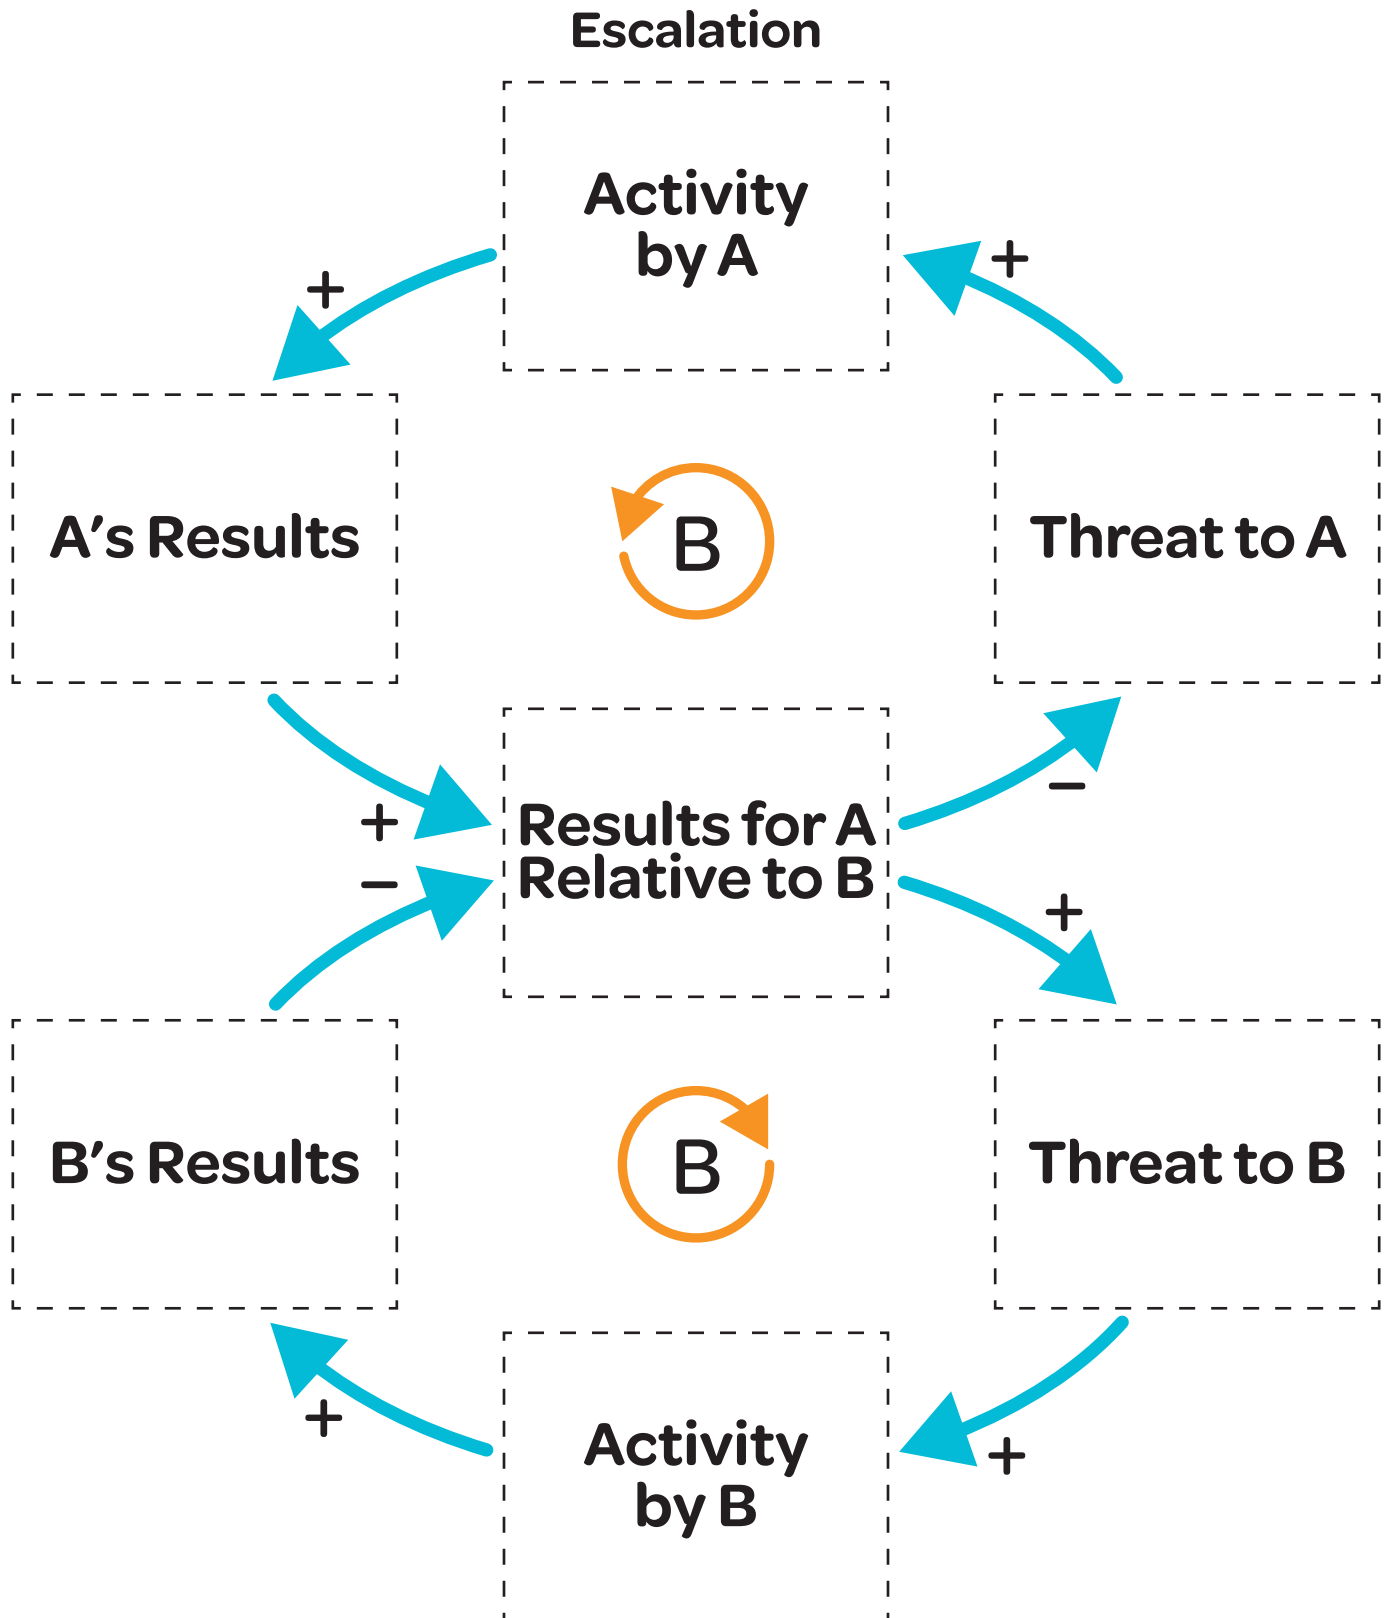 Escalation
Activity
by A
+
+
A's Results
B
Threat to A
+
−
Results for A
Relative to B
−
+
B's Results
B
Threat to B
+
+
Activity
by B